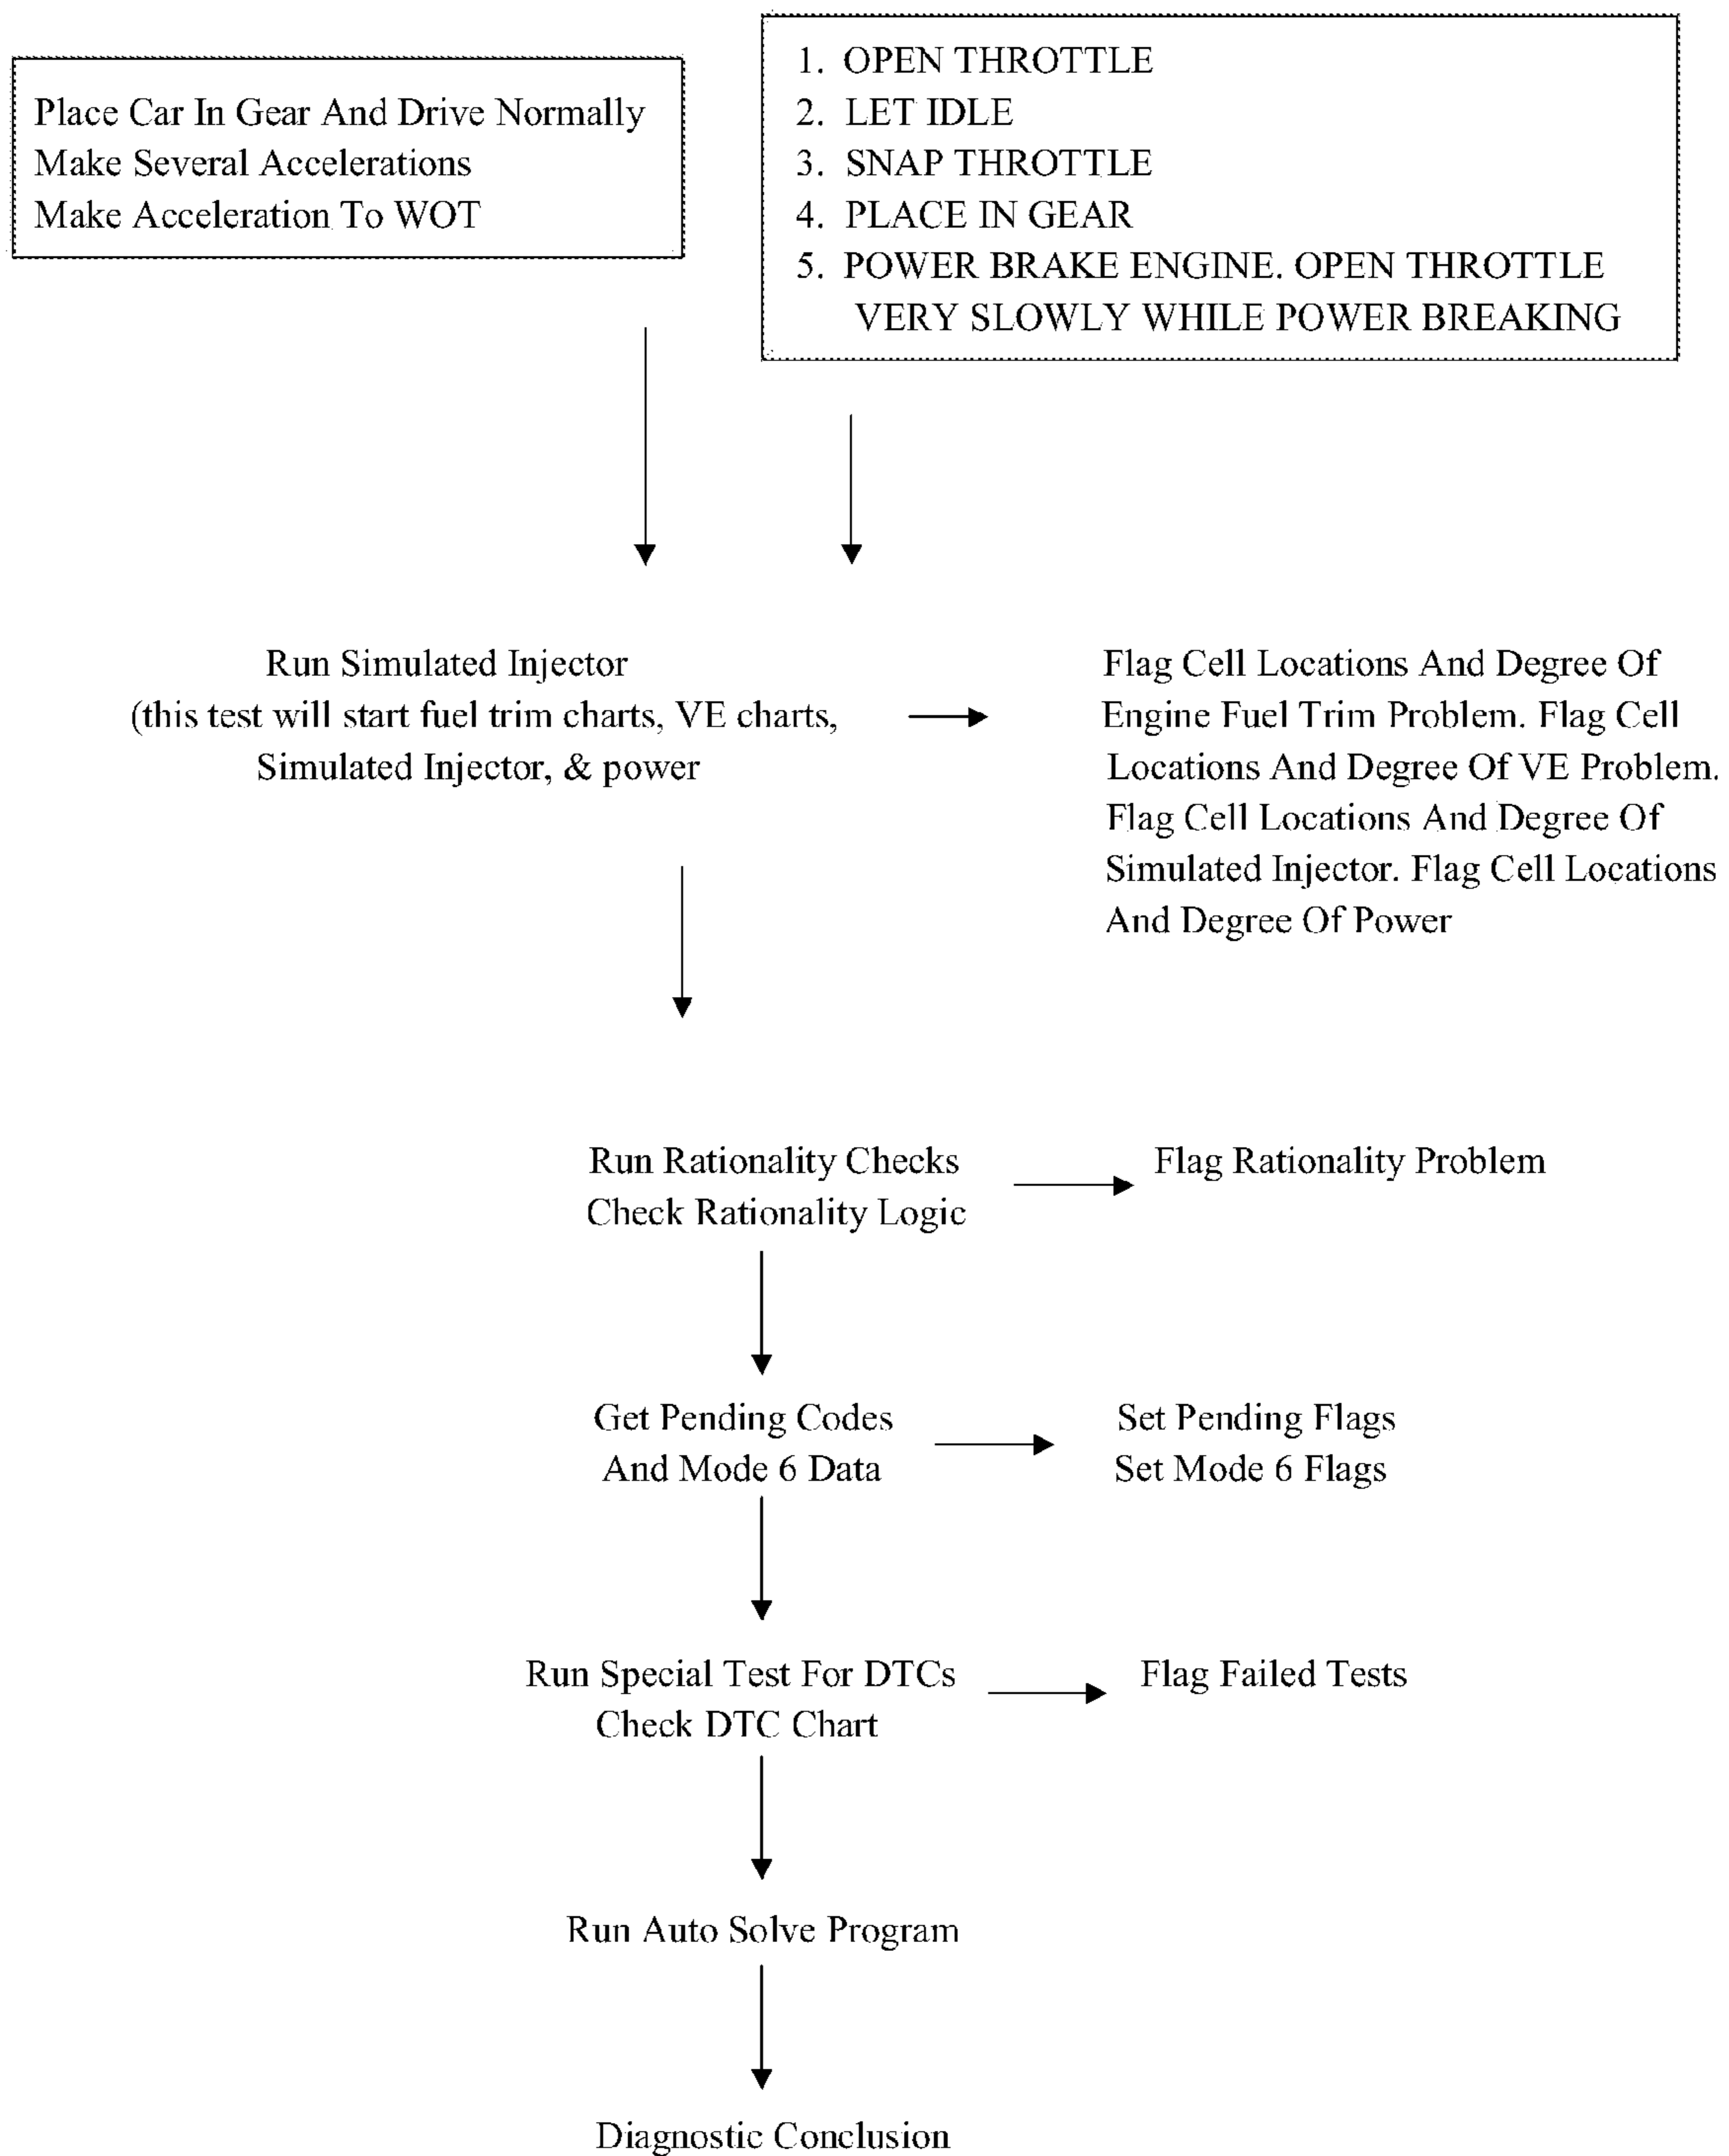 Place Car In Gear And Drive Normally
Make Several Accelerations
Make Acceleration To WOT
1. OPEN THROTTLE
2. LET IDLE
3. SNAP THROTTLE
4. PLACE IN GEAR
5. POWER BRAKE ENGINE. OPEN THROTTLE
VERY SLOWLY WHILE POWER BREAKING
Run Simulated Injector
(this test will start fuel trim charts, VE charts,
Simulated Injector, & power
Flag Cell Locations And Degree Of
Engine Fuel Trim Problem. Flag Cell
Locations And Degree Of VE Problem.
Flag Cell Locations And Degree Of
Simulated Injector. Flag Cell Locations
And Degree Of Power
Run Rationality Checks
Check Rationality Logic
Flag Rationality Problem
Get Pending Codes
And Mode 6 Data
Set Pending Flags
Set Mode 6 Flags
Run Special Test For DTCs
Check DTC Chart
Flag Failed Tests
Run Auto Solve Program
Diagnostic Conclusion